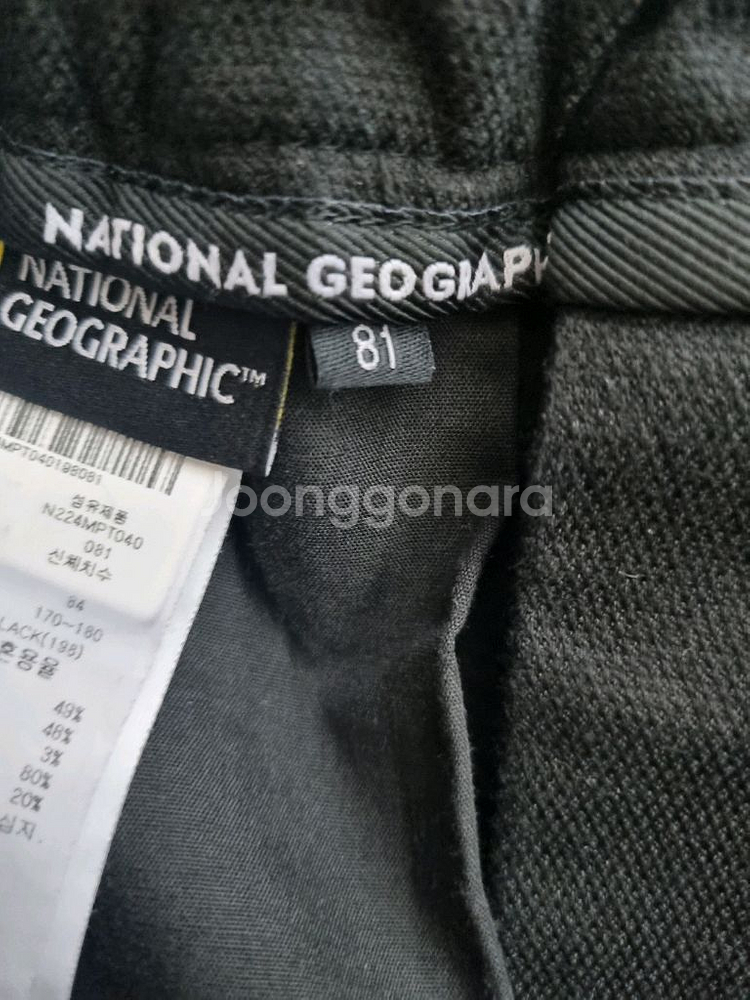 NATIONAL GEOGRAPH
NATIONAL
GEOGRAPHIC™
81
MPT040198081
섬유제품
N224MPT040
081
신체치수
84
170~180
LACK(198)
혼용율
49%
48%
3%
80%
20%
심지
Joonggonara